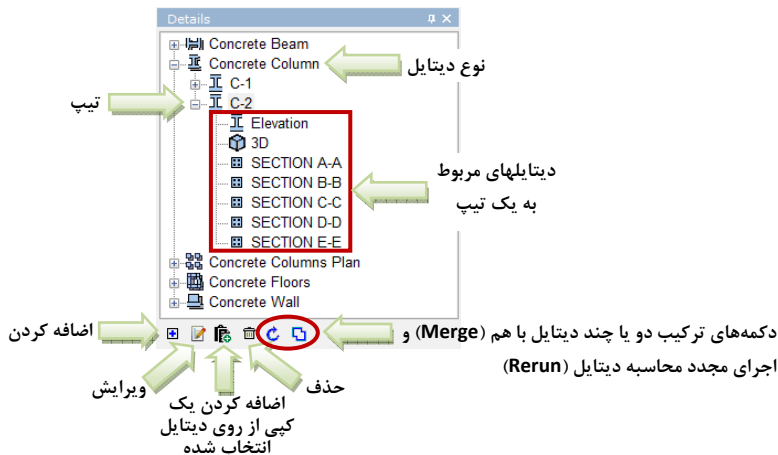 Details
Concrete Beam
Concrete Column
نوع دیتایل
C-1
تیپ
C-2
Elevation
3D
SECTION A-A
SECTION B-B
SECTION C-C
SECTION D-D
SECTION E-E
دیتایلهای مربوط
به یک تیپ
Concrete Columns Plan
Concrete Floors
Concrete Wall
اضافه کردن
دکمه‌های ترکیب دو یا چند دیتایل با هم (Merge) و
اجرای مجدد محاسبه دیتایل (Rerun)
ویرایش
حذف
اضافه کردن یک
کپی از روی دیتایل
انتخاب شده